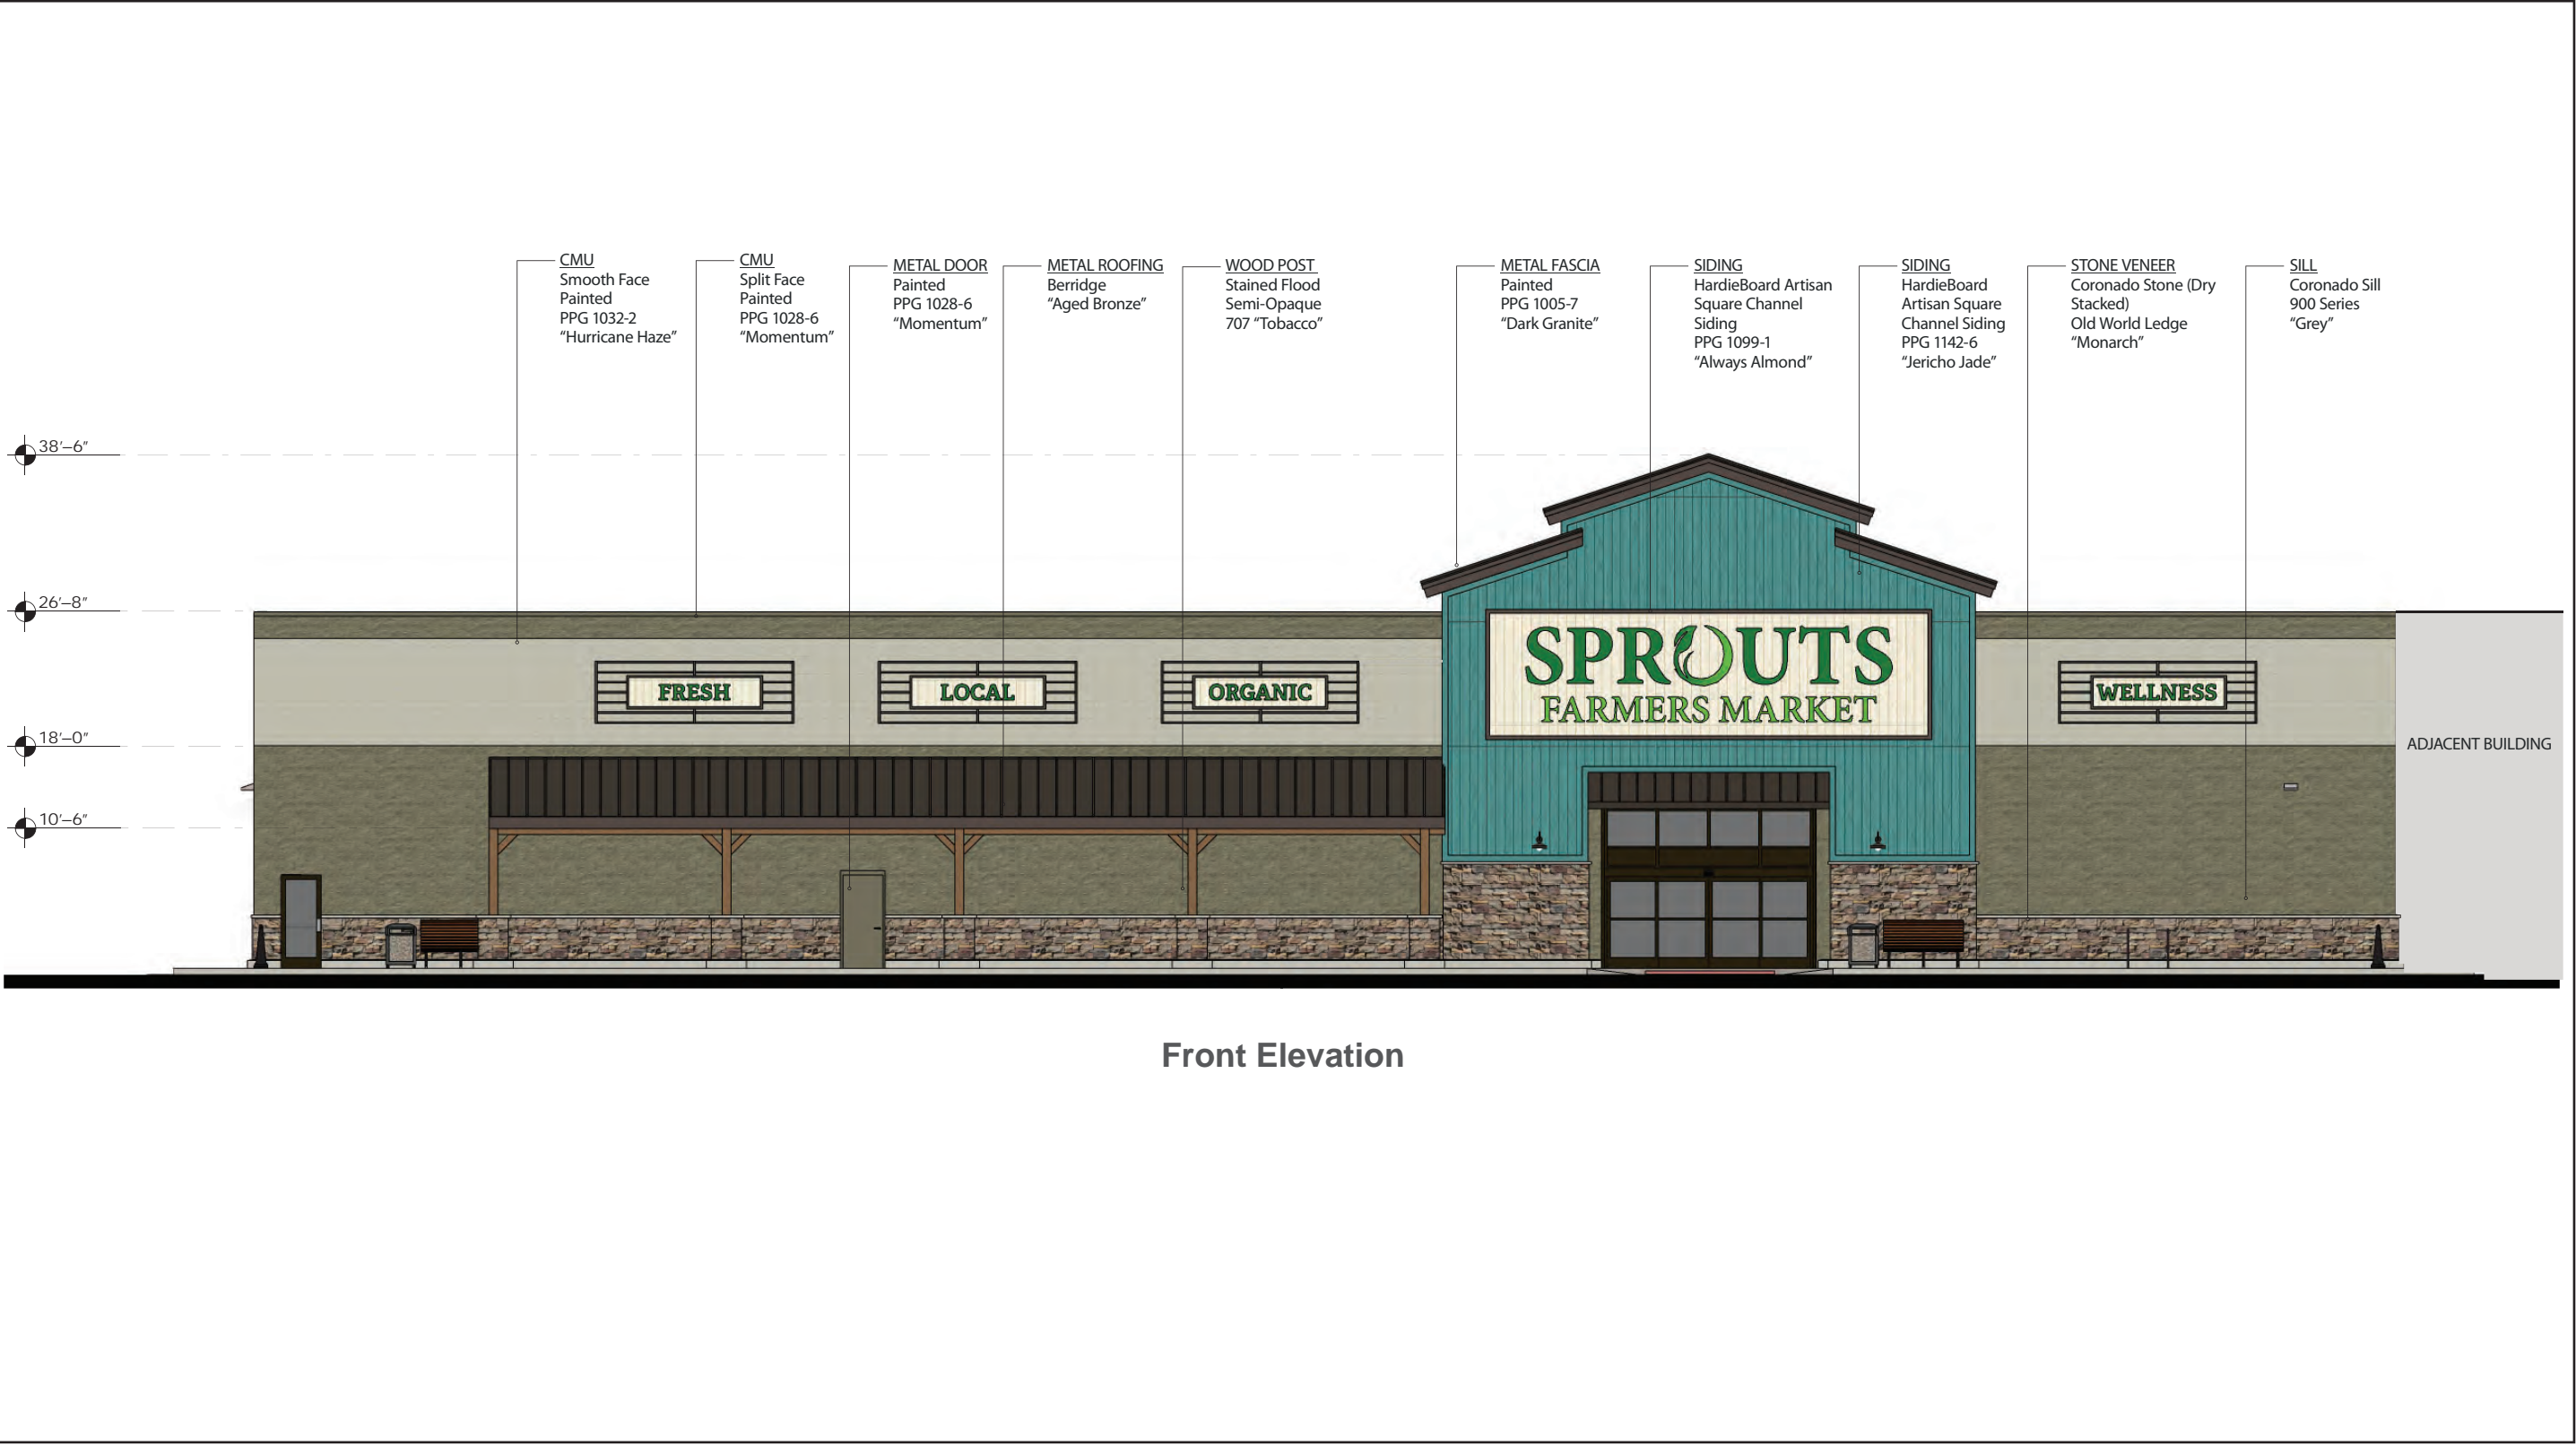 CMU
Smooth Face
Painted
PPG 1032-2
“Hurricane Haze”
CMU
Split Face
Painted
PPG 1028-6
“Momentum”
METAL DOOR
Painted
PPG 1028-6
“Momentum”
METAL ROOFING
Berridge
“Aged Bronze”
WOOD POST
Stained Flood
Semi-Opaque
707 “Tobacco”
METAL FASCIA
Painted
PPG 1005-7
“Dark Granite”
SIDING
HardieBoard Artisan
Square Channel
Siding
PPG 1099-1
“Always Almond”
SIDING
HardieBoard
Artisan Square
Channel Siding
PPG 1142-6
“Jericho Jade”
STONE VENEER
Coronado Stone (Dry
Stacked)
Old World Ledge
“Monarch”
SILL
Coronado Sill
900 Series
“Grey”
38’–6”
26’–8”
18’–0”
10’–6”
FRESH
LOCAL
ORGANIC
SPROUTS
FARMERS MARKET
WELLNESS
ADJACENT BUILDING
Front Elevation